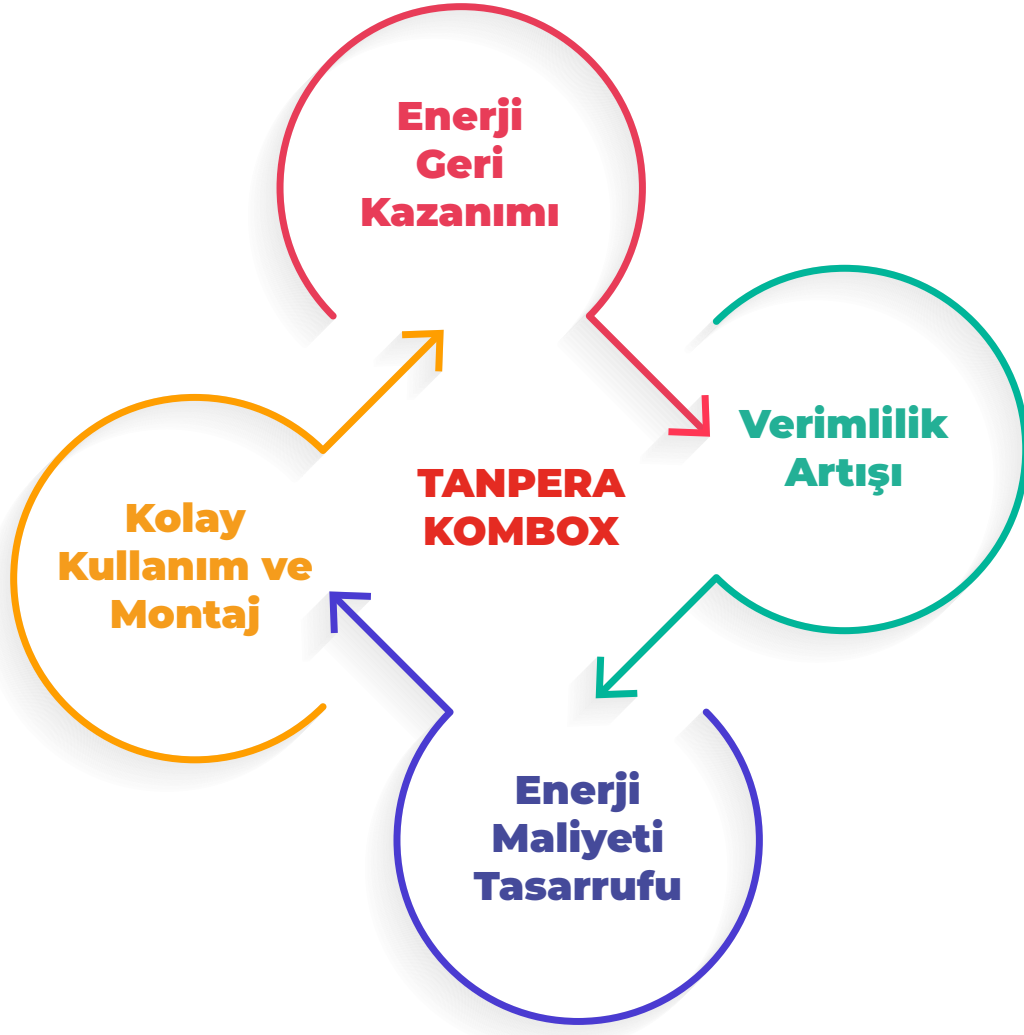 Enerji
Geri
Kazanımı
Verimlilik
Artışı
TANPERA
KOMBOX
Kolay
Kullanım ve
Montaj
Enerji
Maliyeti
Tasarrufu